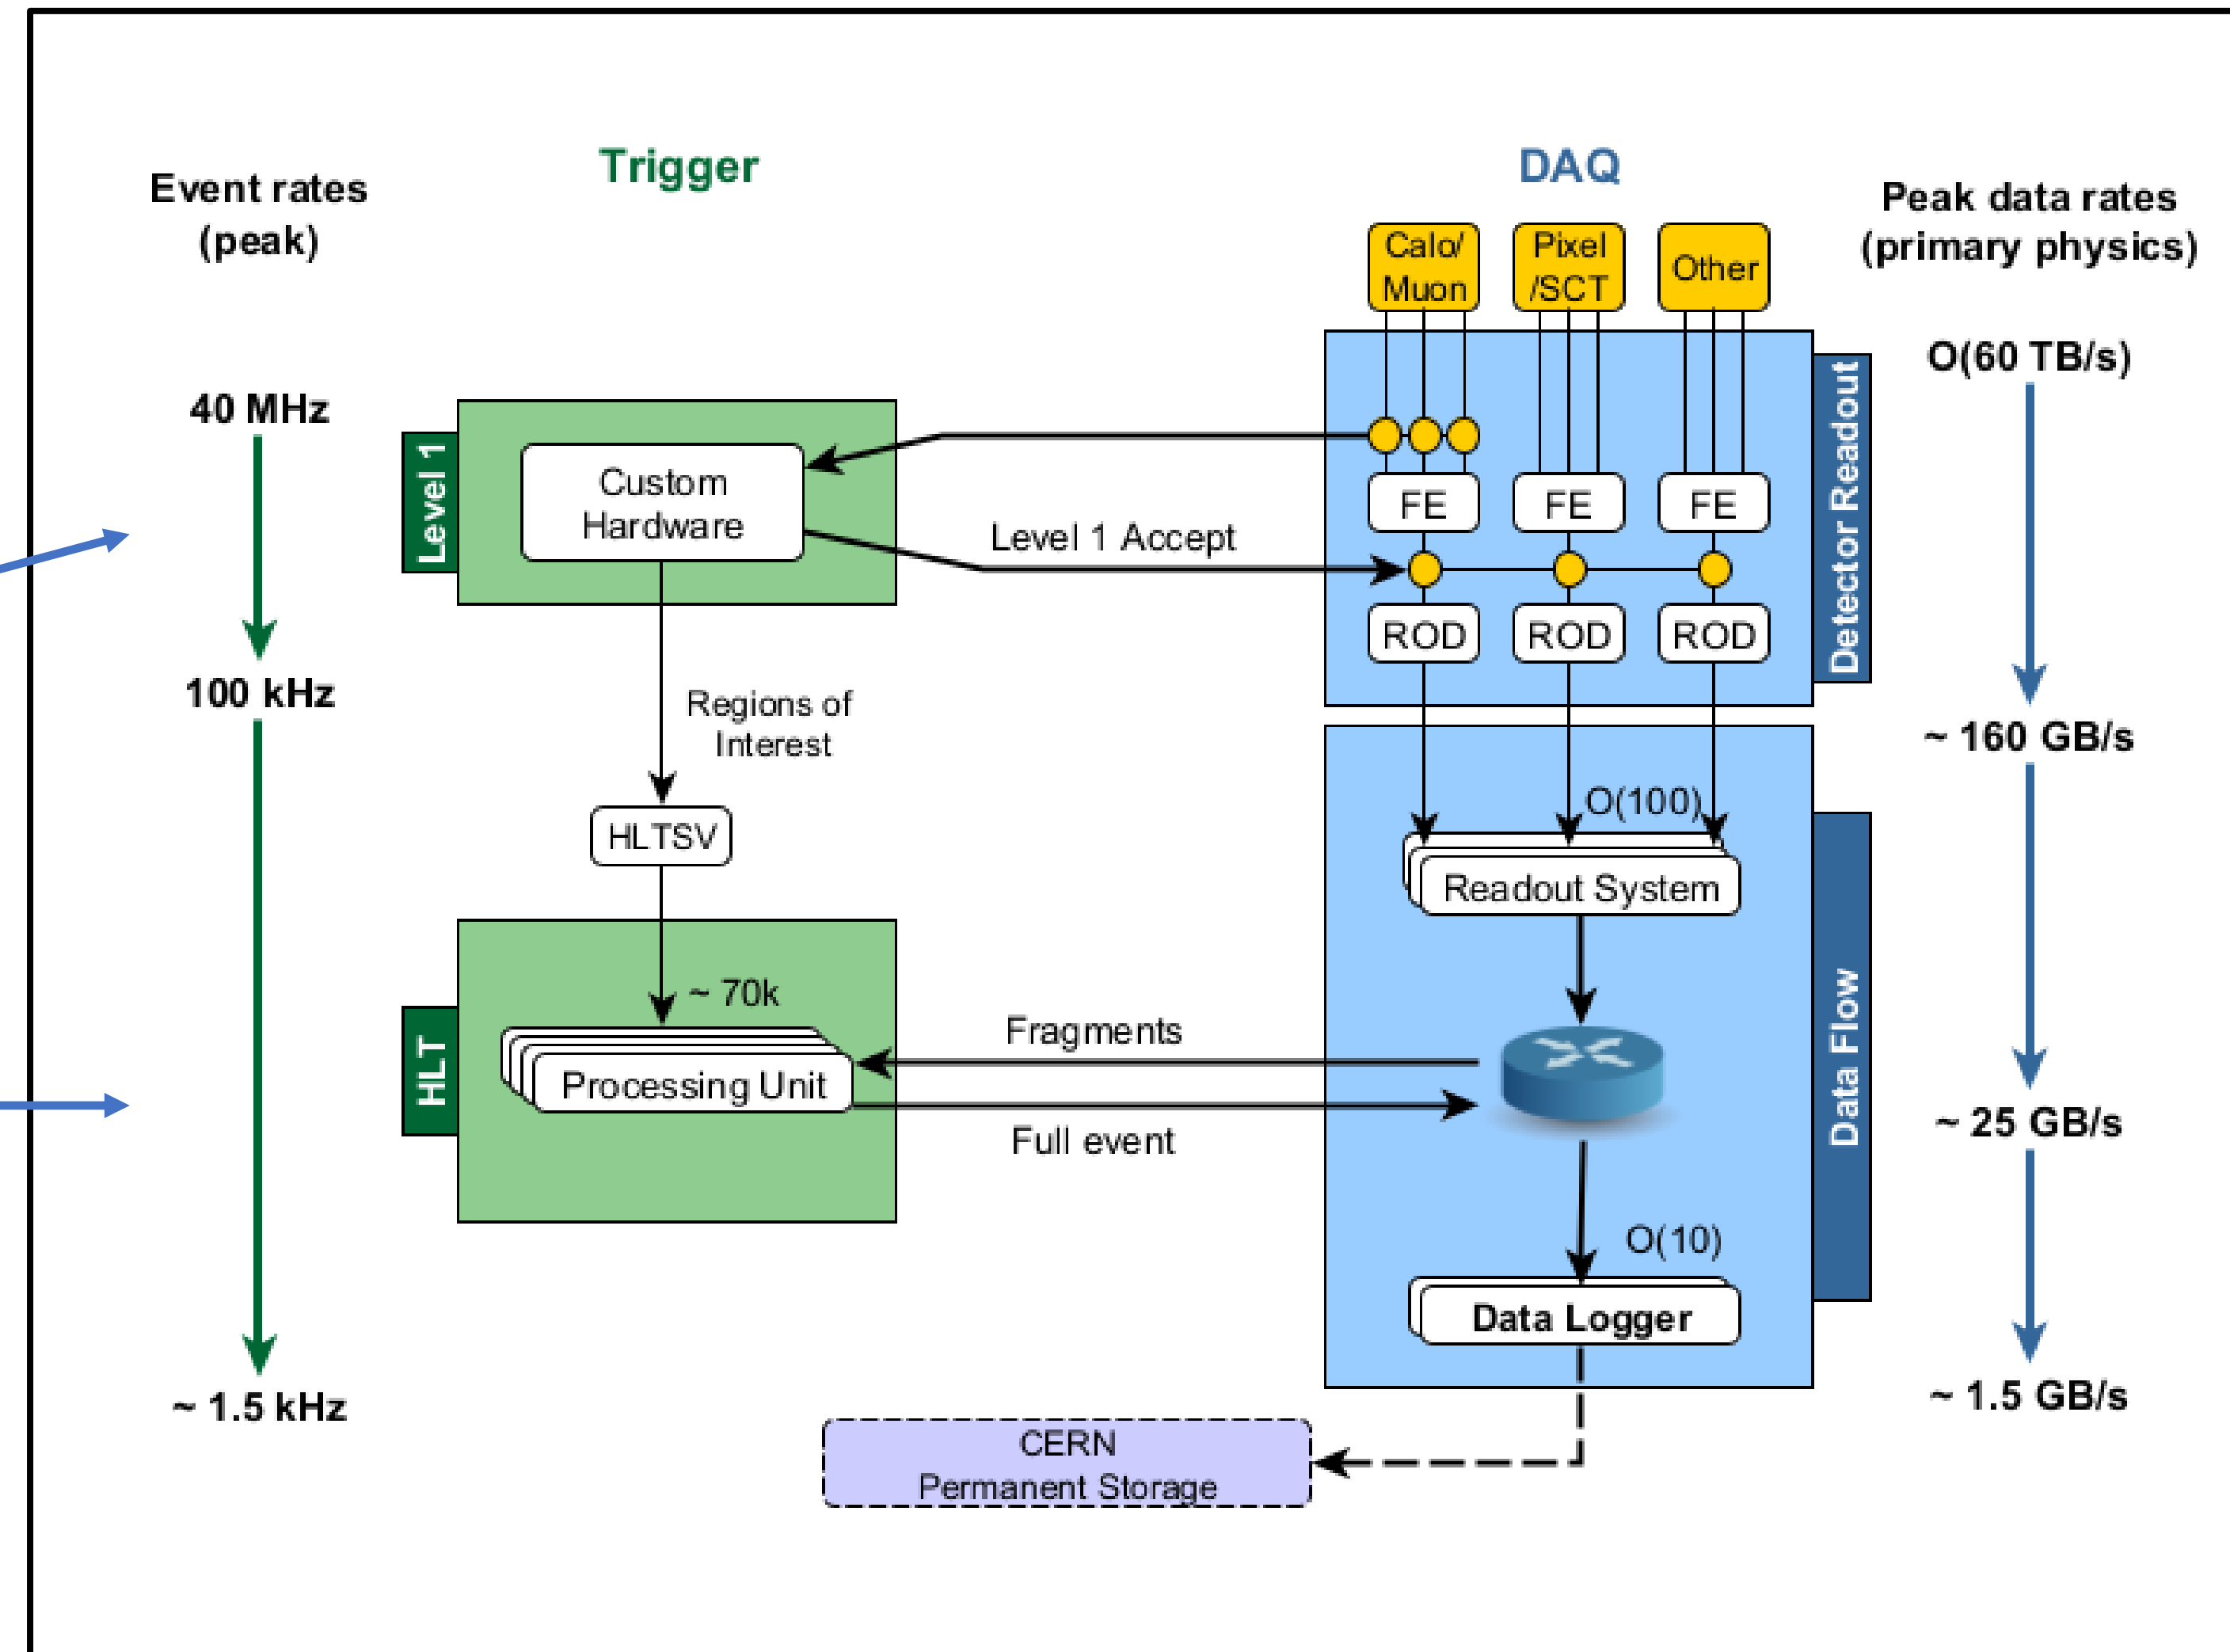 Trigger
DAQ
Event rates
(peak)
Peak data rates
(primary physics)
Calo/
Muon
Pixel
/SCT
Other
O(60 TB/s)
40 MHz
Level 1
Custom
Hardware
Level 1 Accept
FE
FE
FE
ROD
ROD
ROD
Detector Readout
100 kHz
Regions of
Interest
~ 160 GB/s
HLTSV
O(100)
Readout System
~ 70k
HLT
Processing Unit
Fragments
Full event
Data Flow
~ 25 GB/s
O(10)
Data Logger
~ 1.5 kHz
~ 1.5 GB/s
CERN
Permanent Storage